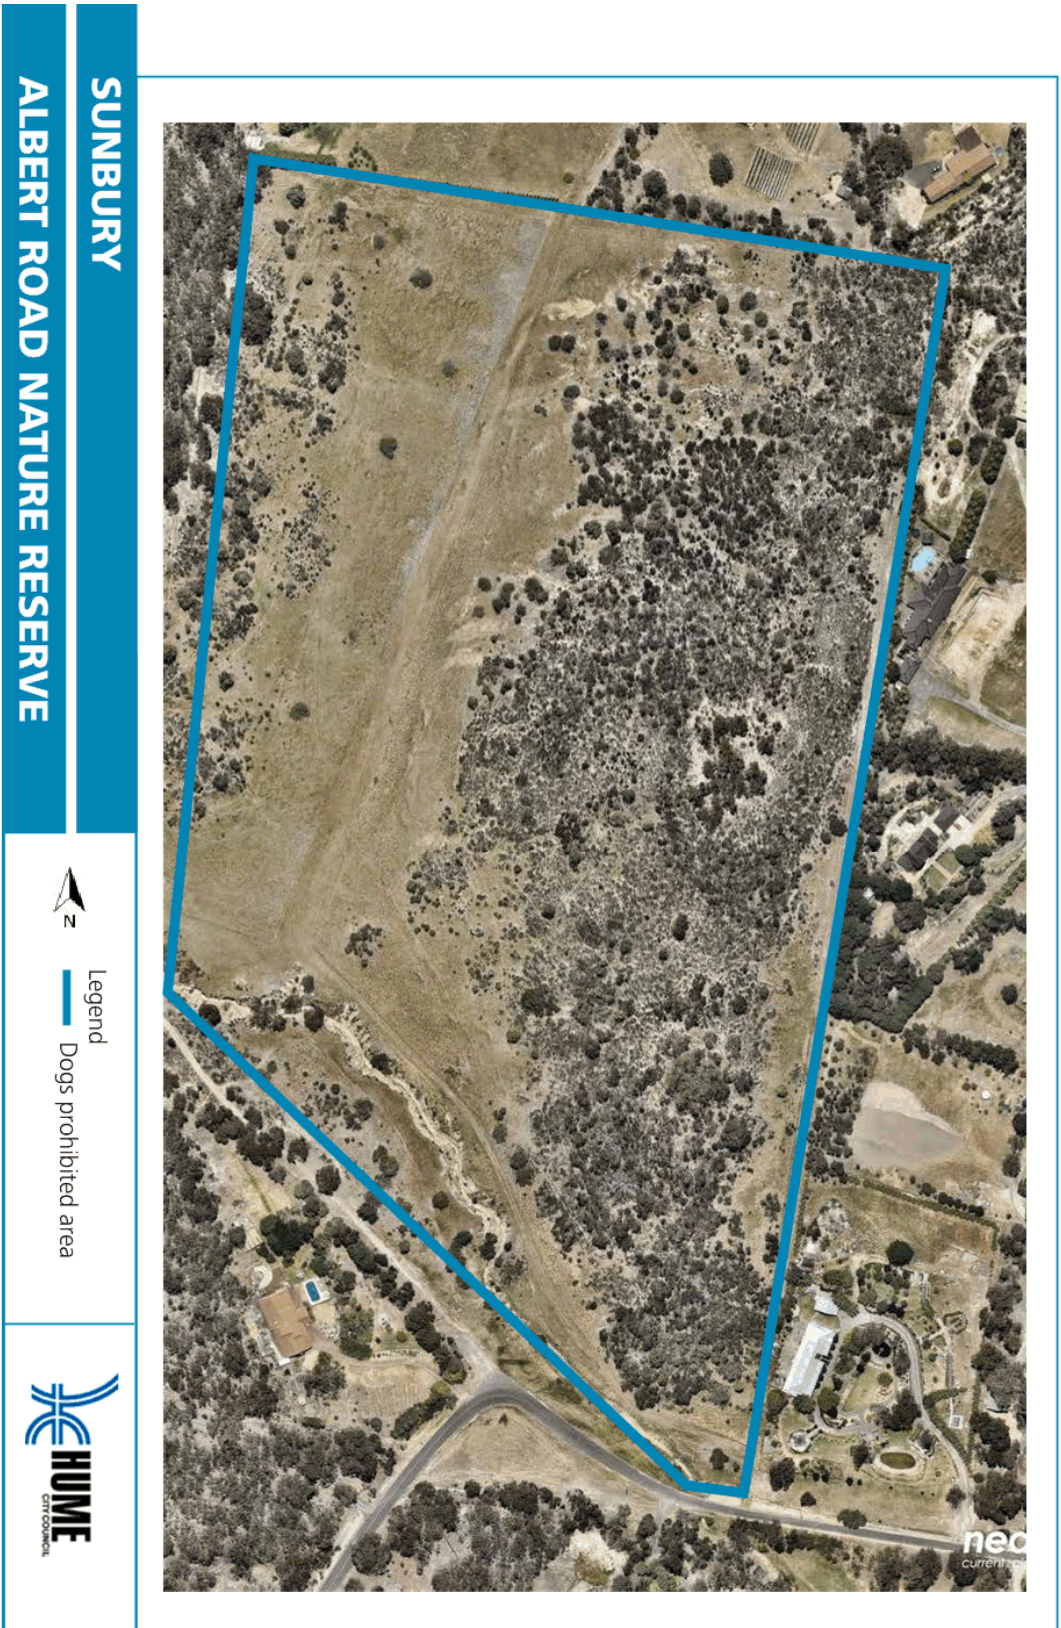 SUNBURY
ALBERT ROAD NATURE RESERVE
N
Legend
Dogs prohibited area
HUME
CITY COUNCIL